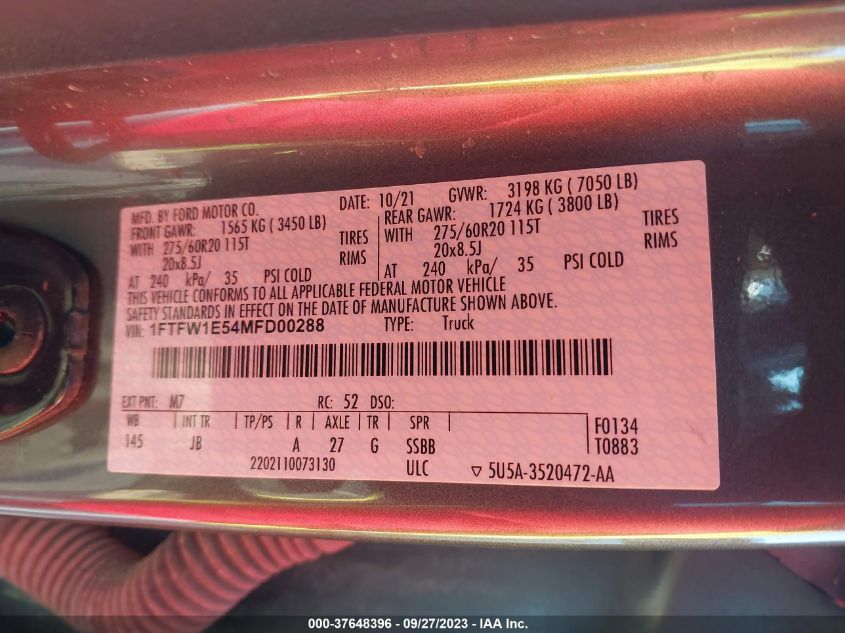 MFD. BY FORD MOTOR CO. DATE: 10/21 GVWR: 3198 KG ( 7050 LB)
FRONT GAWR: 1565 KG ( 3450 LB) REAR GAWR: 1724 KG ( 3800 LB)
WITH 275/60R20 115T TIRES WITH 275/60R20 115T TIRES
20x8.5J RIMS 20x8.5J RIMS
AT 240 kPa/ 35 PSI COLD AT 240 kPa/ 35 PSI COLD
THIS VEHICLE CONFORMS TO ALL APPLICABLE FEDERAL MOTOR VEHICLE
SAFETY STANDARDS IN EFFECT ON THE DATE OF MANUFACTURE SHOWN ABOVE.
VIN: 1FTFW1E54MFD00288 TYPE: Truck
EXT PNT: M7 RC: 52 DSO:
WB INT TR TP/PS R AXLE TR SPR F0134
145 JB A 27 G SSBB T0883
2202110073130 ULC ▽ 5U5A-3520472-AA
000-37648396 - 09/27/2023 - IAA Inc.